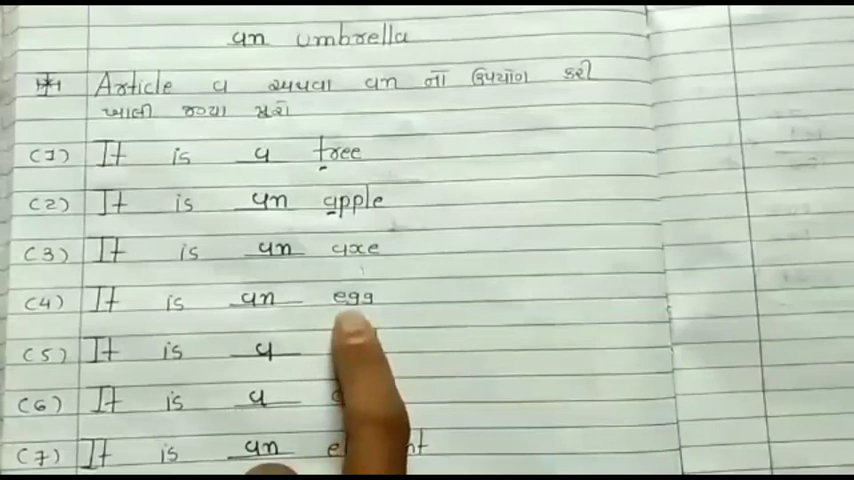 an umbrella
Article a અથવા an નો ઉપયોગ કરી
ખાલી જગ્યા ભરો
(1) It is a tree
(2) It is an apple
(3) It is an axe
(4) It is an egg
(5) It is a
(6) It is a
(7) It is an